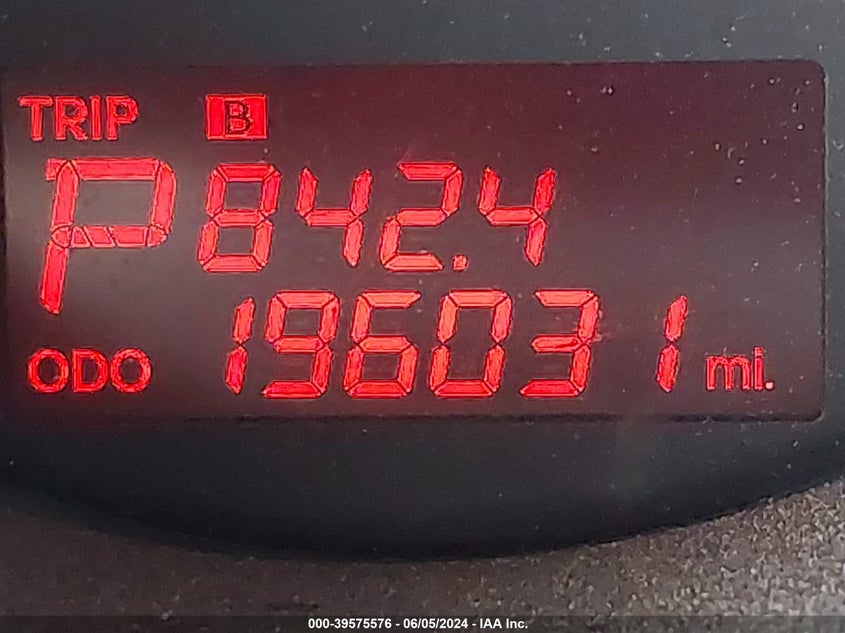 TRIP B
P 842.4
ODO 196031 mi.
000-39575576 - 06/05/2024 - IAA Inc.